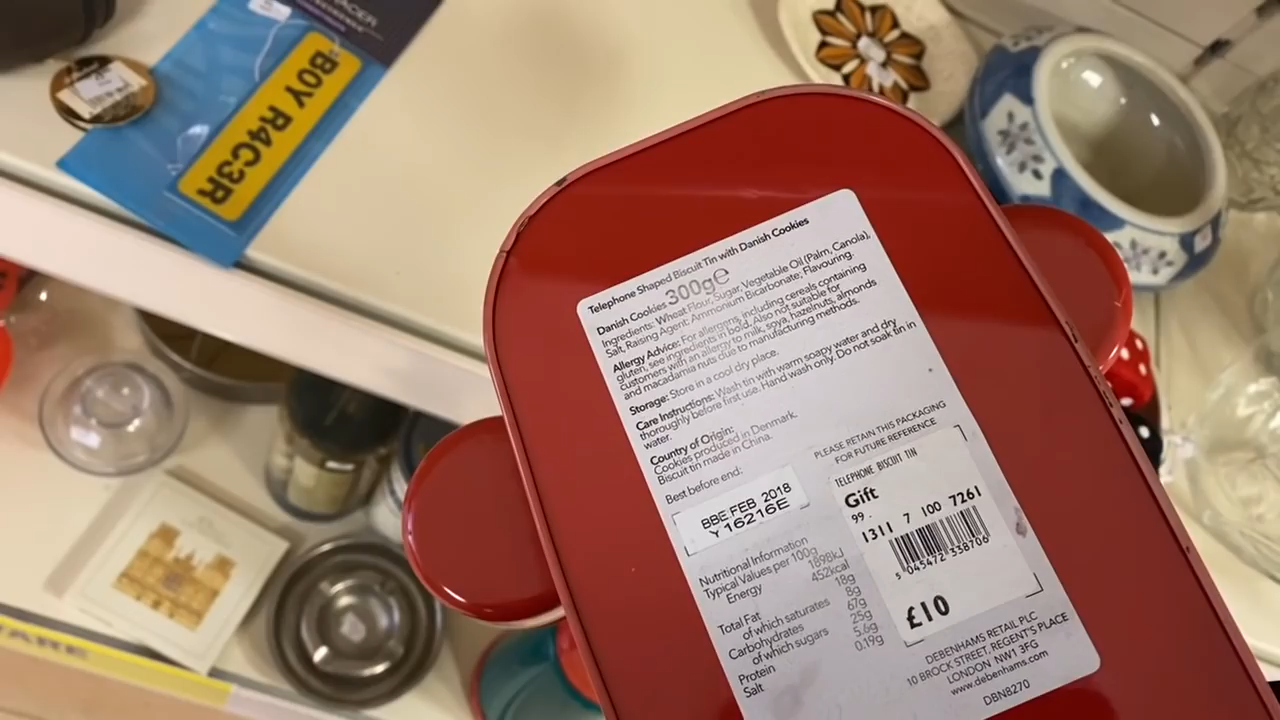 BOY R4C3R
Telephone Shaped Biscuit Tin with Danish Cookies
Danish Cookies 300g℮
Ingredients: Wheat Flour, Sugar, Vegetable Oil (Palm, Canola),
Salt, Raising Agent: Ammonium Bicarbonate; Flavouring.
Allergy Advice: For allergens, including cereals containing
gluten, see ingredients in bold. Also not suitable for
customers with an allergy to milk, soya, hazelnuts, almonds
and macadamia nuts due to manufacturing methods.
Storage: Store in a cool dry place.
Care Instructions: Wash tin with warm soapy water and dry
thoroughly before first use. Hand wash only. Do not soak tin in
water.
Country of Origin:
Cookies produced in Denmark.
Biscuit tin made in China.
Best before end:
BBE FEB 2018
Y 16216E
PLEASE RETAIN THIS PACKAGING
FOR FUTURE REFERENCE
TELEPHONE BISCUIT TIN
Gift
99 -
1311 7 100 7261
5 045472 338706
£10
Nutritional Information
Typical Values per 100g
Energy 1898kJ
452kcal
Total Fat 18g
of which saturates 67g
Carbohydrates 25g
of which sugars 5.6g
Protein 0.19g
Salt
DEBENHAMS RETAIL PLC
10 BROCK STREET, REGENT'S PLACE
LONDON NW1 3FG
www.debenhams.com
DBN8270